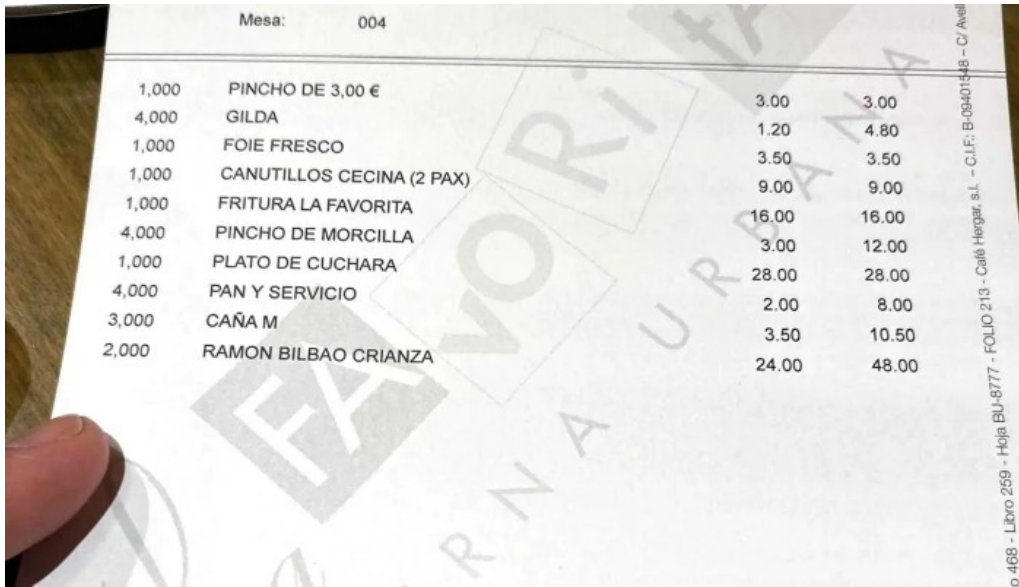 Mesa: 004
1,000 PINCHO DE 3,00 € 3.00 3.00
4,000 GILDA 1.20 4.80
1,000 FOIE FRESCO 3.50 3.50
1,000 CANUTILLOS CECINA (2 PAX) 9.00 9.00
1,000 FRITURA LA FAVORITA 16.00 16.00
4,000 PINCHO DE MORCILLA 3.00 12.00
1,000 PLATO DE CUCHARA 28.00 28.00
4,000 PAN Y SERVICIO 2.00 8.00
3,000 CAÑA M 3.50 10.50
2,000 RAMON BILBAO CRIANZA 24.00 48.00
FAvoRitA
ERNA URBANA
468 - Libro 259 - Hoja BU-8777 - FOLIO 213 - Café Hergar, s.l. - C.I.F.: B-09401548 – C/ Avell